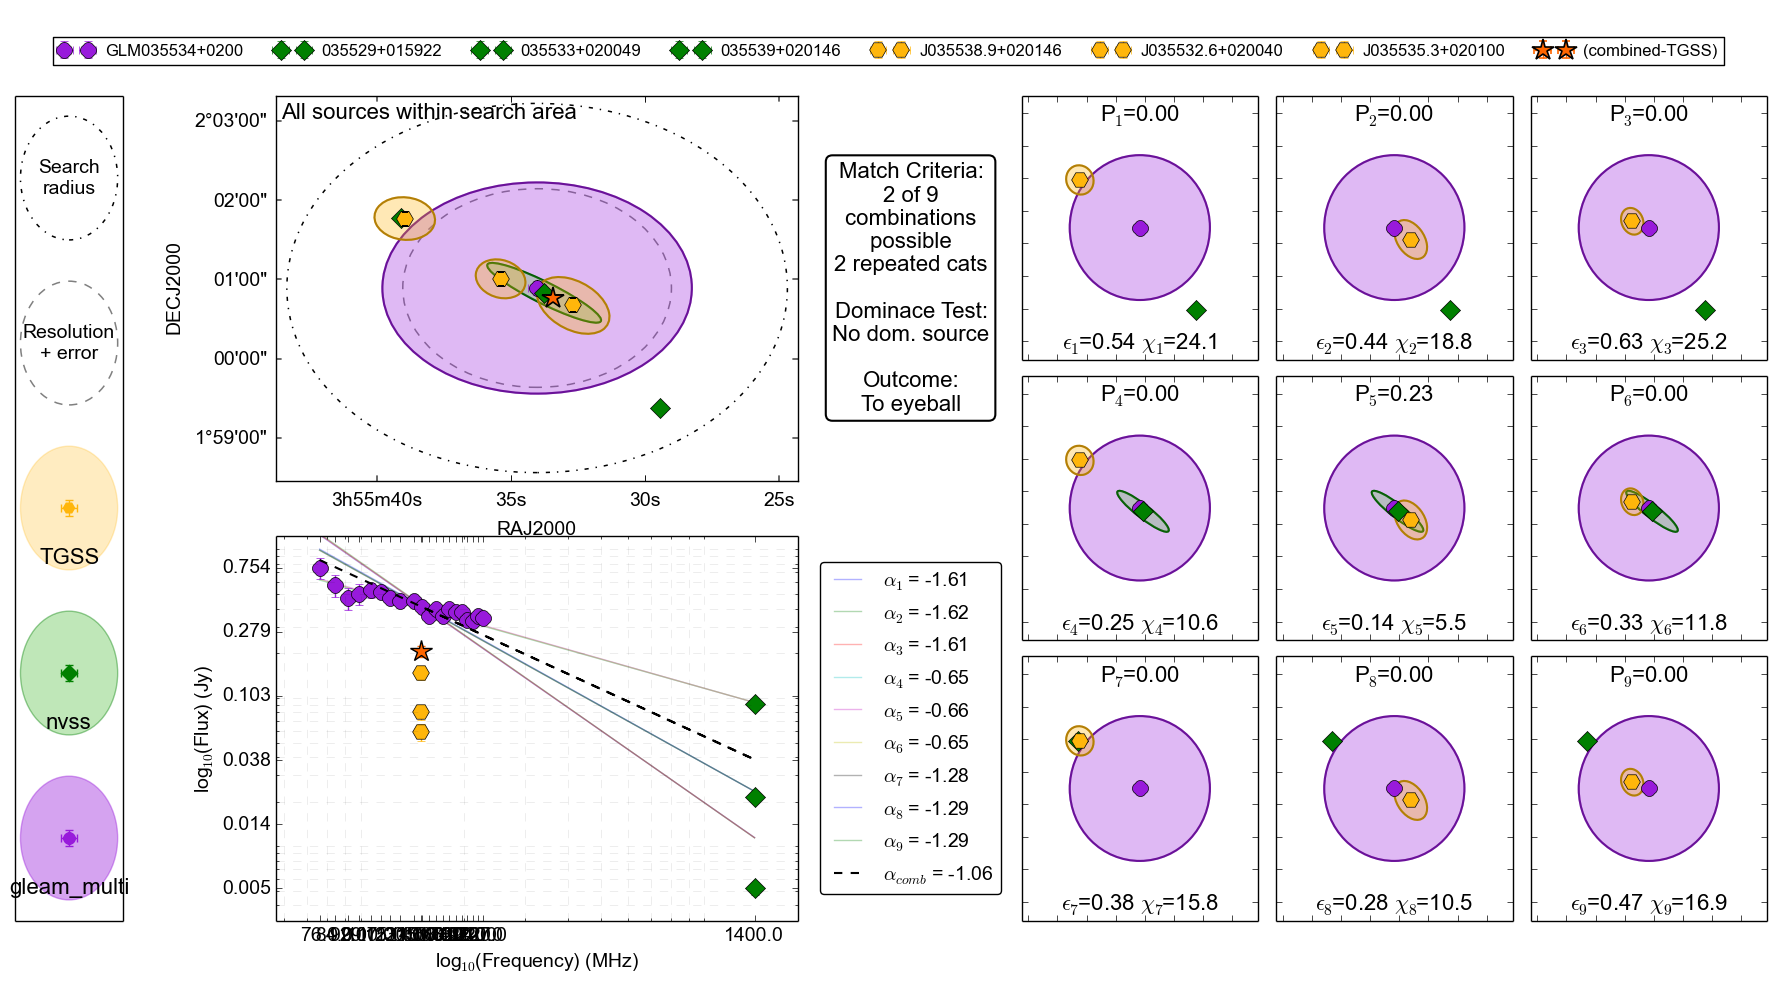 GLM035534+0200 035529+015922 035533+020049 035539+020146 J035538.9+020146 J035532.6+020040 J035535.3+020100 (combined-TGSS)
Search
radius
Resolution
+ error
TGSS
nvss
gleam_multi
All sources within search area
2°03'00"
02'00"
01'00"
00'00"
1°59'00"
DECJ2000
3h55m40s 35s 30s 25s
RAJ2000
Match Criteria:
2 of 9
combinations
possible
2 repeated cats
Dominace Test:
No dom. source
Outcome:
To eyeball
0.754
0.279
0.103
0.038
0.014
0.005
log10(Flux) (Jy)
1400.0
log10(Frequency) (MHz)
α1 = -1.61
α2 = -1.62
α3 = -1.61
α4 = -0.65
α5 = -0.66
α6 = -0.65
α7 = -1.28
α8 = -1.29
α9 = -1.29
αcomb = -1.06
P1=0.00
ϵ1=0.54 χ1=24.1
P2=0.00
ϵ2=0.44 χ2=18.8
P3=0.00
ϵ3=0.63 χ3=25.2
P4=0.00
ϵ4=0.25 χ4=10.6
P5=0.23
ϵ5=0.14 χ5=5.5
P6=0.00
ϵ6=0.33 χ6=11.8
P7=0.00
ϵ7=0.38 χ7=15.8
P8=0.00
ϵ8=0.28 χ8=10.5
P9=0.00
ϵ9=0.47 χ9=16.9